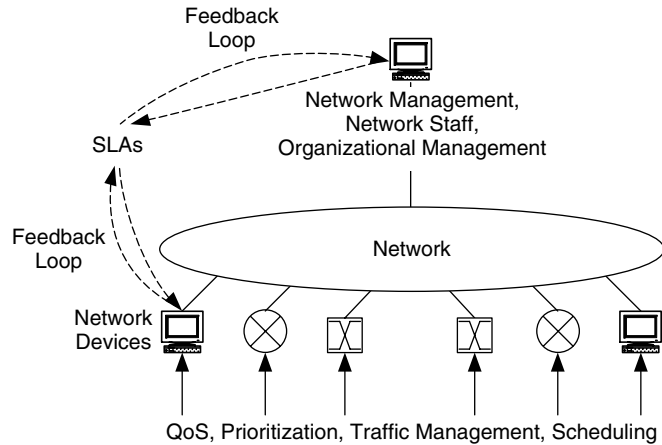 Feedback
Loop
Network Management,
Network Staff,
Organizational Management
SLAs
Feedback
Loop
Network
Network
Devices
QoS, Prioritization, Traffic Management, Scheduling